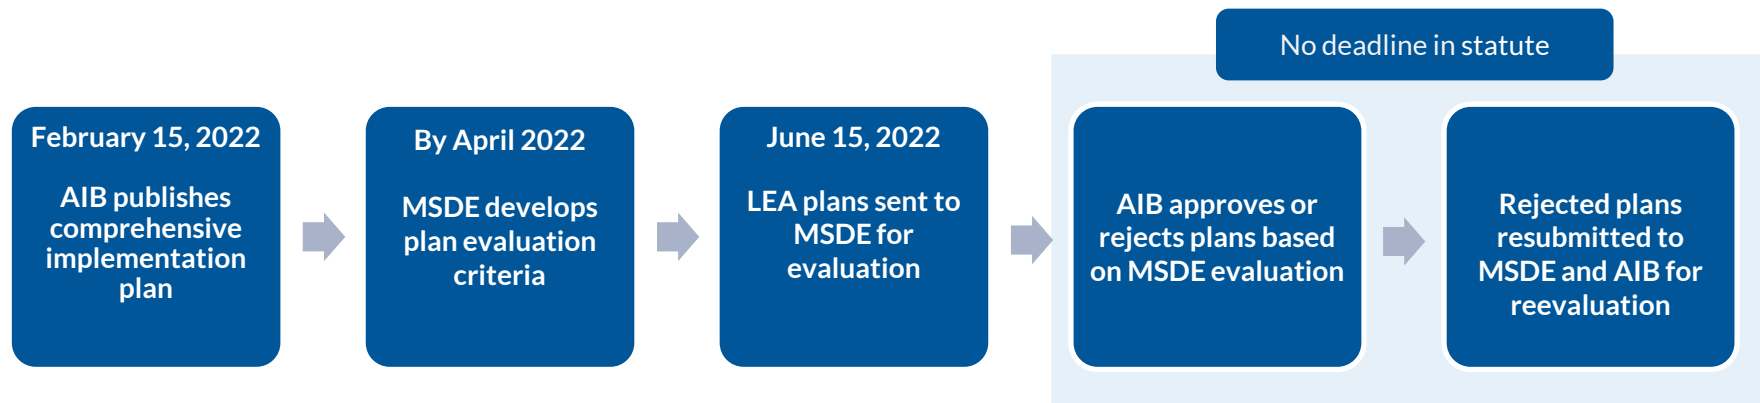 No deadline in statute
February 15, 2022
AIB publishes
comprehensive
implementation
plan
By April 2022
MSDE develops
plan evaluation
criteria
June 15, 2022
LEA plans sent to
MSDE for
evaluation
AIB approves or
rejects plans based
on MSDE evaluation
Rejected plans
resubmitted to
MSDE and AIB for
reevaluation